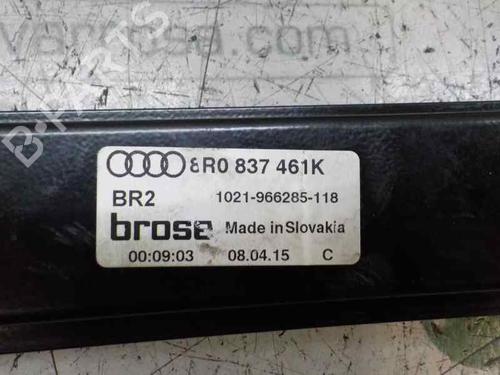 B-PARTS
8R0 837 461K
BR2 1021-966285-118
brose Made in Slovakia
00:09:03 08.04.15 C